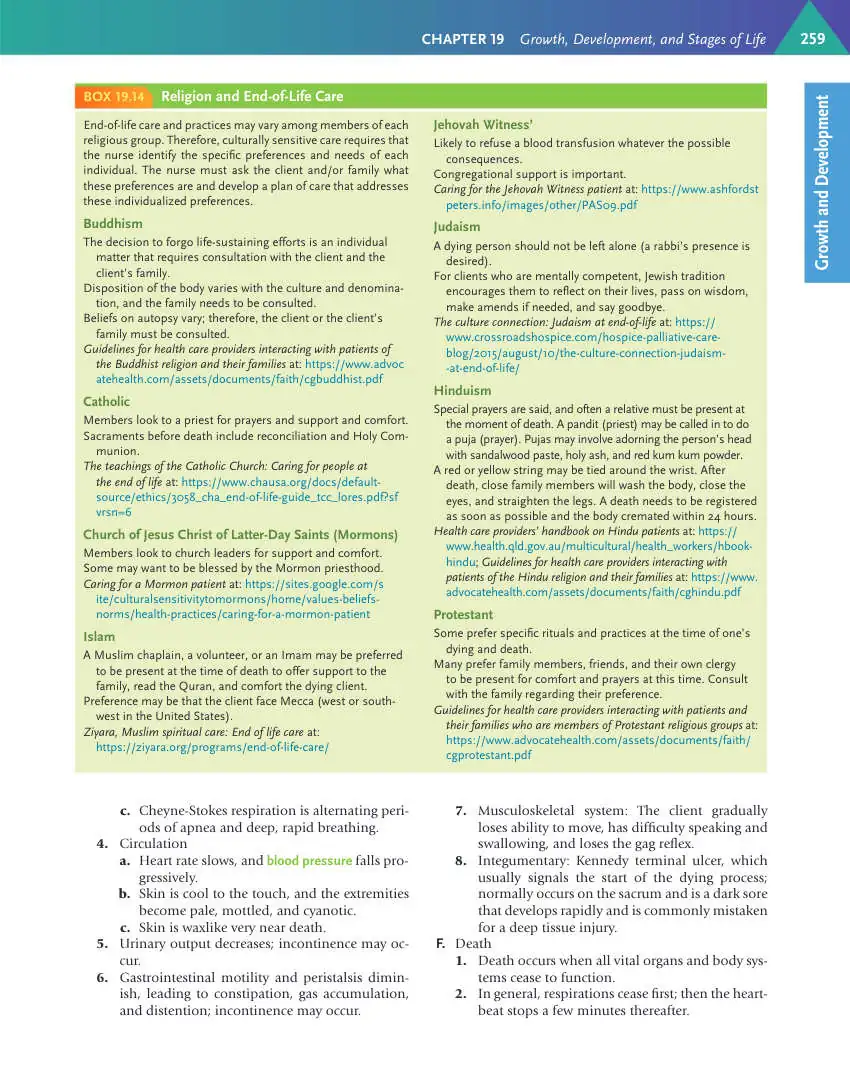 CHAPTER 19 Growth, Development, and Stages of Life 259
Growth and Development
BOX 19.14 Religion and End-of-Life Care
End-of-life care and practices may vary among members of each
religious group. Therefore, culturally sensitive care requires that
the nurse identify the specific preferences and needs of each
individual. The nurse must ask the client and/or family what
these preferences are and develop a plan of care that addresses
these individualized preferences.
Buddhism
The decision to forgo life-sustaining efforts is an individual
matter that requires consultation with the client and the
client's family.
Disposition of the body varies with the culture and denomina-
tion, and the family needs to be consulted.
Beliefs on autopsy vary; therefore, the client or the client's
family must be consulted.
Guidelines for health care providers interacting with patients of
the Buddhist religion and their families at: https://www.advoc
atehealth.com/assets/documents/faith/cgbuddhist.pdf
Catholic
Members look to a priest for prayers and support and comfort.
Sacraments before death include reconciliation and Holy Com-
munion.
The teachings of the Catholic Church: Caring for people at
the end of life at: https://www.chausa.org/docs/default-
source/ethics/3058_cha_end-of-life-guide_tcc_lores.pdf?sf
vrsn=6
Church of Jesus Christ of Latter-Day Saints (Mormons)
Members look to church leaders for support and comfort.
Some may want to be blessed by the Mormon priesthood.
Caring for a Mormon patient at: https://sites.google.com/s
ite/culturalsensitivitytomormons/home/values-beliefs-
norms/health-practices/caring-for-a-mormon-patient
Islam
A Muslim chaplain, a volunteer, or an Imam may be preferred
to be present at the time of death to offer support to the
family, read the Quran, and comfort the dying client.
Preference may be that the client face Mecca (west or south-
west in the United States).
Ziyara, Muslim spiritual care: End of life care at:
https://ziyara.org/programs/end-of-life-care/
Jehovah Witness'
Likely to refuse a blood transfusion whatever the possible
consequences.
Congregational support is important.
Caring for the Jehovah Witness patient at: https://www.ashfordst
peters.info/images/other/PAS09.pdf
Judaism
A dying person should not be left alone (a rabbi's presence is
desired).
For clients who are mentally competent, Jewish tradition
encourages them to reflect on their lives, pass on wisdom,
make amends if needed, and say goodbye.
The culture connection: Judaism at end-of-life at: https://
www.crossroadshospice.com/hospice-palliative-care-
blog/2015/august/10/the-culture-connection-judaism-
-at-end-of-life/
Hinduism
Special prayers are said, and often a relative must be present at
the moment of death. A pandit (priest) may be called in to do
a puja (prayer). Pujas may involve adorning the person's head
with sandalwood paste, holy ash, and red kum kum powder.
A red or yellow string may be tied around the wrist. After
death, close family members will wash the body, close the
eyes, and straighten the legs. A death needs to be registered
as soon as possible and the body cremated within 24 hours.
Health care providers' handbook on Hindu patients at: https://
www.health.qld.gov.au/multicultural/health_workers/hbook-
hindu; Guidelines for health care providers interacting with
patients of the Hindu religion and their families at: https://www.
advocatehealth.com/assets/documents/faith/cghindu.pdf
Protestant
Some prefer specific rituals and practices at the time of one's
dying and death.
Many prefer family members, friends, and their own clergy
to be present for comfort and prayers at this time. Consult
with the family regarding their preference.
Guidelines for health care providers interacting with patients and
their families who are members of Protestant religious groups at:
https://www.advocatehealth.com/assets/documents/faith/
cgprotestant.pdf
c. Cheyne-Stokes respiration is alternating peri-
ods of apnea and deep, rapid breathing.
4. Circulation
a. Heart rate slows, and blood pressure falls pro-
gressively.
b. Skin is cool to the touch, and the extremities
become pale, mottled, and cyanotic.
c. Skin is waxlike very near death.
5. Urinary output decreases; incontinence may oc-
cur.
6. Gastrointestinal motility and peristalsis dimin-
ish, leading to constipation, gas accumulation,
and distention; incontinence may occur.
7. Musculoskeletal system: The client gradually
loses ability to move, has difficulty speaking and
swallowing, and loses the gag reflex.
8. Integumentary: Kennedy terminal ulcer, which
usually signals the start of the dying process;
normally occurs on the sacrum and is a dark sore
that develops rapidly and is commonly mistaken
for a deep tissue injury.
F. Death
1. Death occurs when all vital organs and body sys-
tems cease to function.
2. In general, respirations cease first; then the heart-
beat stops a few minutes thereafter.